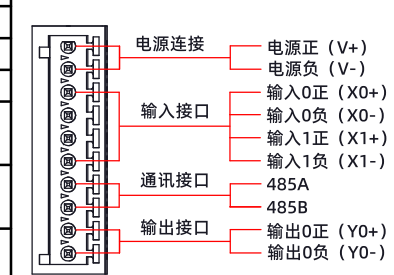 电源连接
电源正（V+）
电源负（V-）
输入接口
输入0正（X0+）
输入0负（X0-）
输入1正（X1+）
输入1负（X1-）
通讯接口
485A
485B
输出接口
输出0正（Y0+）
输出0负（Y0-）